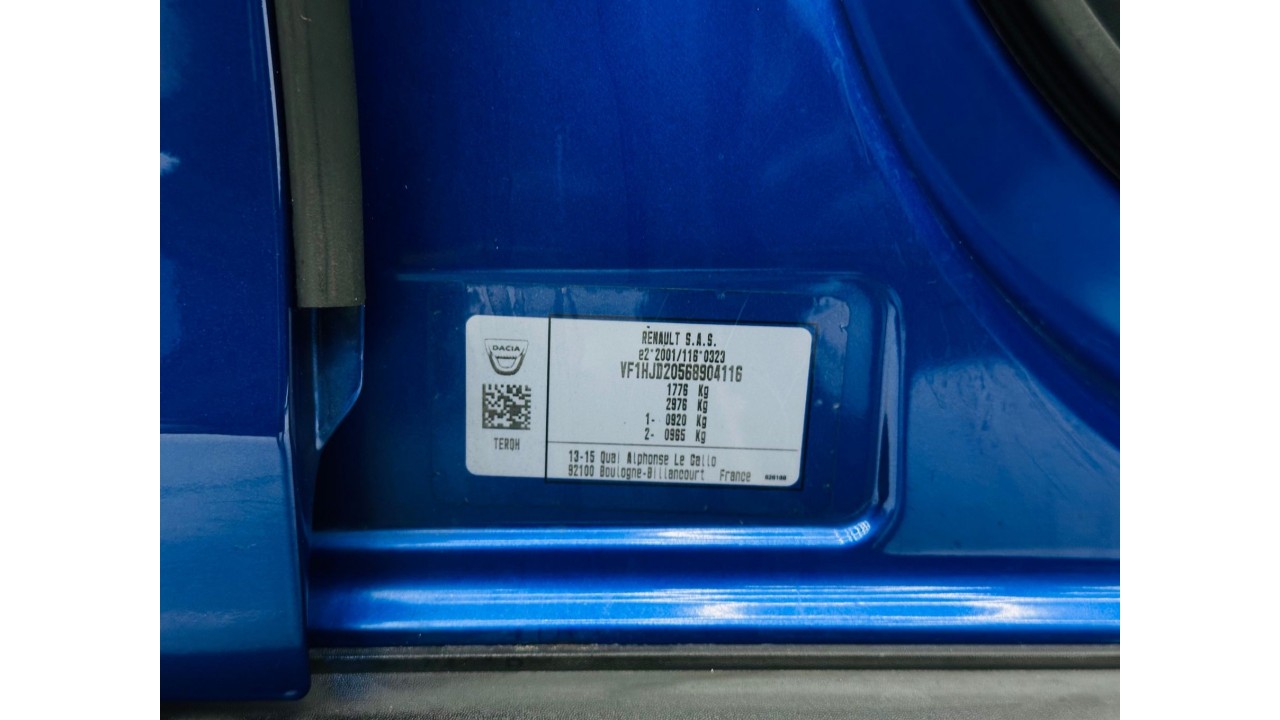 DACIA
TERQH
RENAULT S.A.S.
e2*2001/116*0323
VF1HJD20568904116
1776 Kg
2976 Kg
1- 0920 Kg
2- 0965 Kg
13-15 Quai Alphonse Le Gallo
92100 Boulogne-Billancourt France